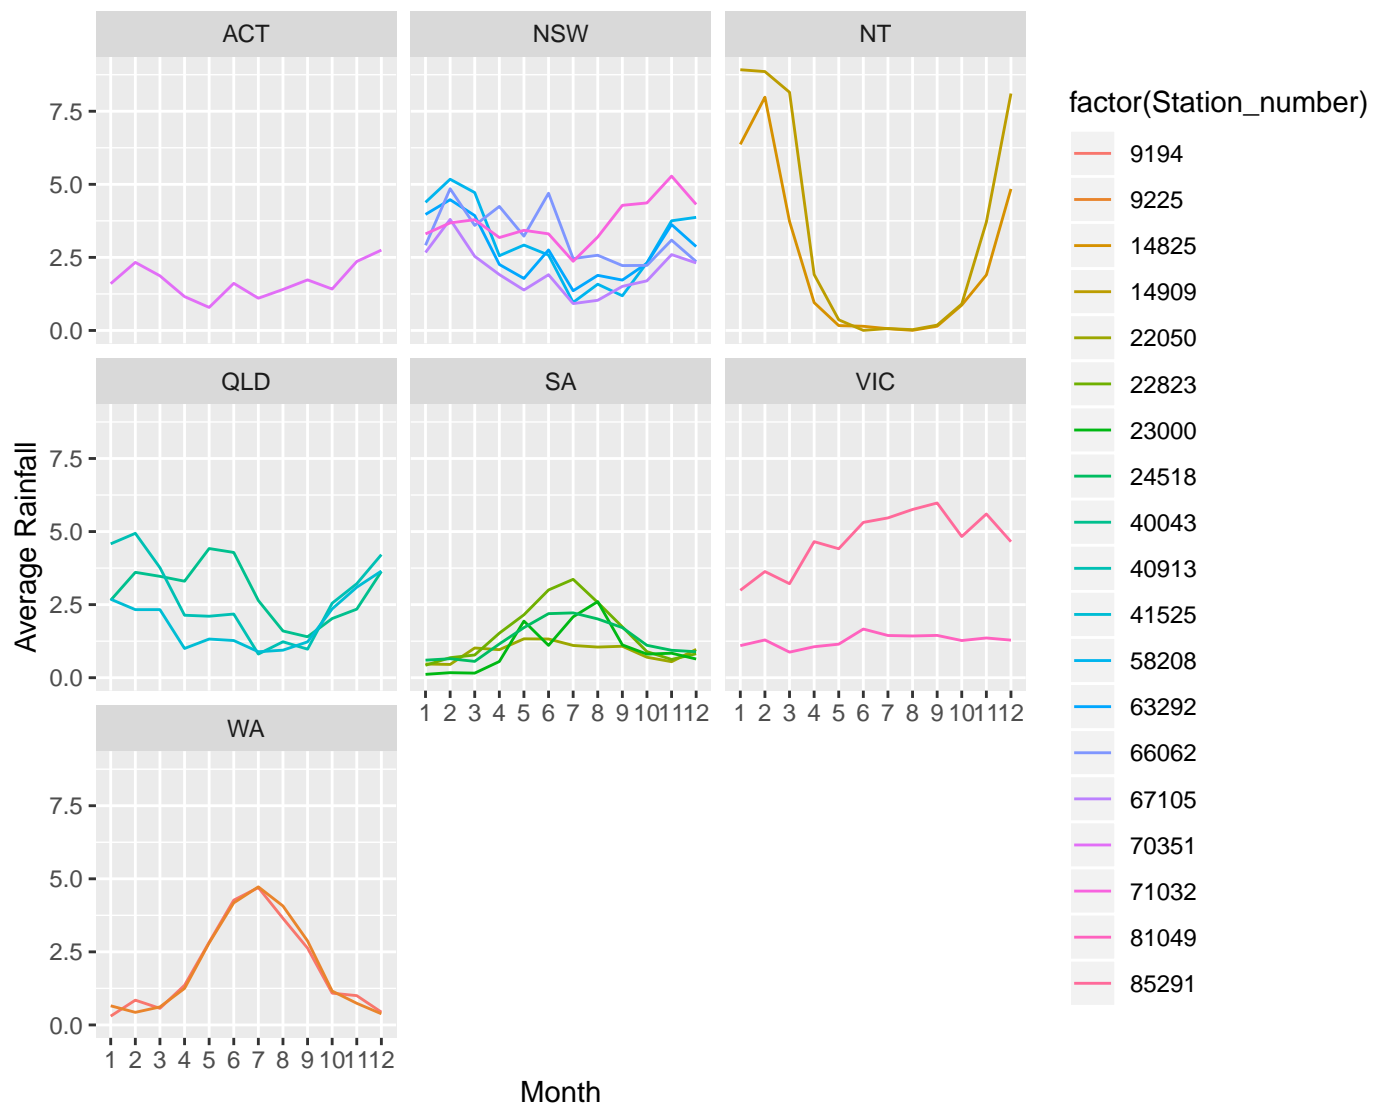 ACT
NSW
NT
7.5
5.0
2.5
0.0
QLD
SA
VIC
7.5
5.0
2.5
0.0
1 2 3 4 5 6 7 8 9 10 11 12
1 2 3 4 5 6 7 8 9 10 11 12
WA
7.5
5.0
2.5
0.0
1 2 3 4 5 6 7 8 9 10 11 12
Average Rainfall
Month
factor(Station_number)
9194
9225
14825
14909
22050
22823
23000
24518
40043
40913
41525
58208
63292
66062
67105
70351
71032
81049
85291